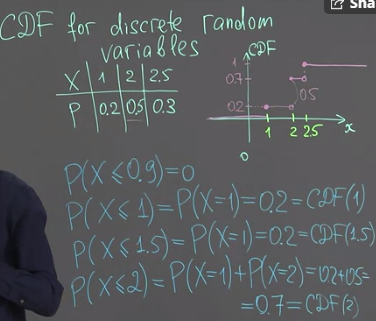 Sha
CDF for discrete random
variables
X 1 2 2.5
P 0.2 0.5 0.3
CDF
1
0.7
0.5
0.2
1 2 2.5 x
0
P(X⩽0.9)=0
P(X⩽1)=P(X=1)=0.2=CDF(1)
P(X⩽1.5)=P(X=1)=0.2=CDF(1.5)
P(X⩽2)=P(X=1)+P(X=2)=0.2+0.5=
=0.7=CDF(2)